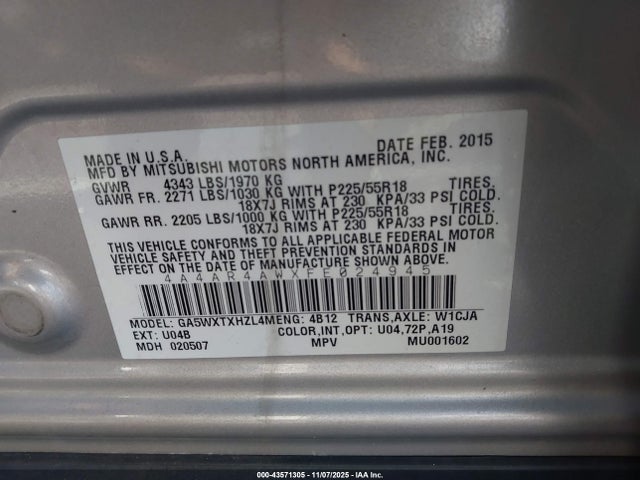 MADE IN U.S.A. DATE FEB. 2015
MFD BY MITSUBISHI MOTORS NORTH AMERICA, INC.
GVWR 4343 LBS/1970 KG
GAWR FR. 2271 LBS/1030 KG WITH P225/55R18 TIRES.
18X7J RIMS AT 230 KPA/33 PSI COLD.
GAWR RR. 2205 LBS/1000 KG WITH P225/55R18 TIRES.
18X7J RIMS AT 230 KPA/33 PSI COLD.
THIS VEHICLE CONFORMS TO ALL APPLICABLE FEDERAL MOTOR
VEHICLE SAFETY AND THEFT PREVENTION STANDARDS IN
EFFECT ON THE DATE OF MANUFACTURE SHOWN ABOVE.
4A4AR4AWXFE024945
MODEL: GA5WXTXHZL4MENG: 4B12 TRANS,AXLE: W1CJA
EXT: U04B COLOR,INT,OPT: U04,72P,A19
MDH 020507 MPV MU001602
000-43571305 - 11/07/2025 - IAA Inc.